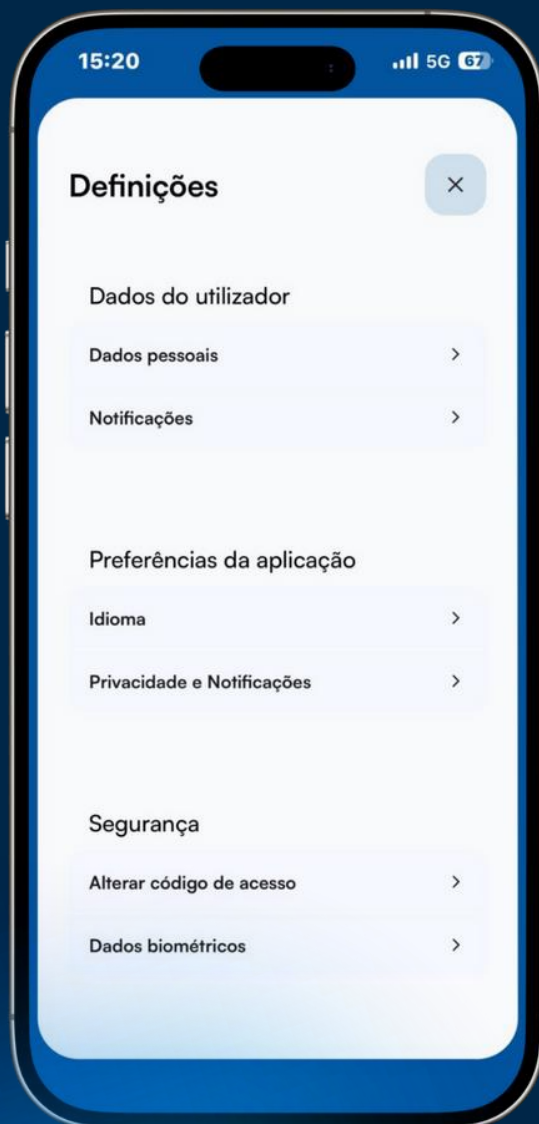 15:20
5G 67
Definições
Dados do utilizador
Dados pessoais
Notificações
Preferências da aplicação
Idioma
Privacidade e Notificações
Segurança
Alterar código de acesso
Dados biométricos